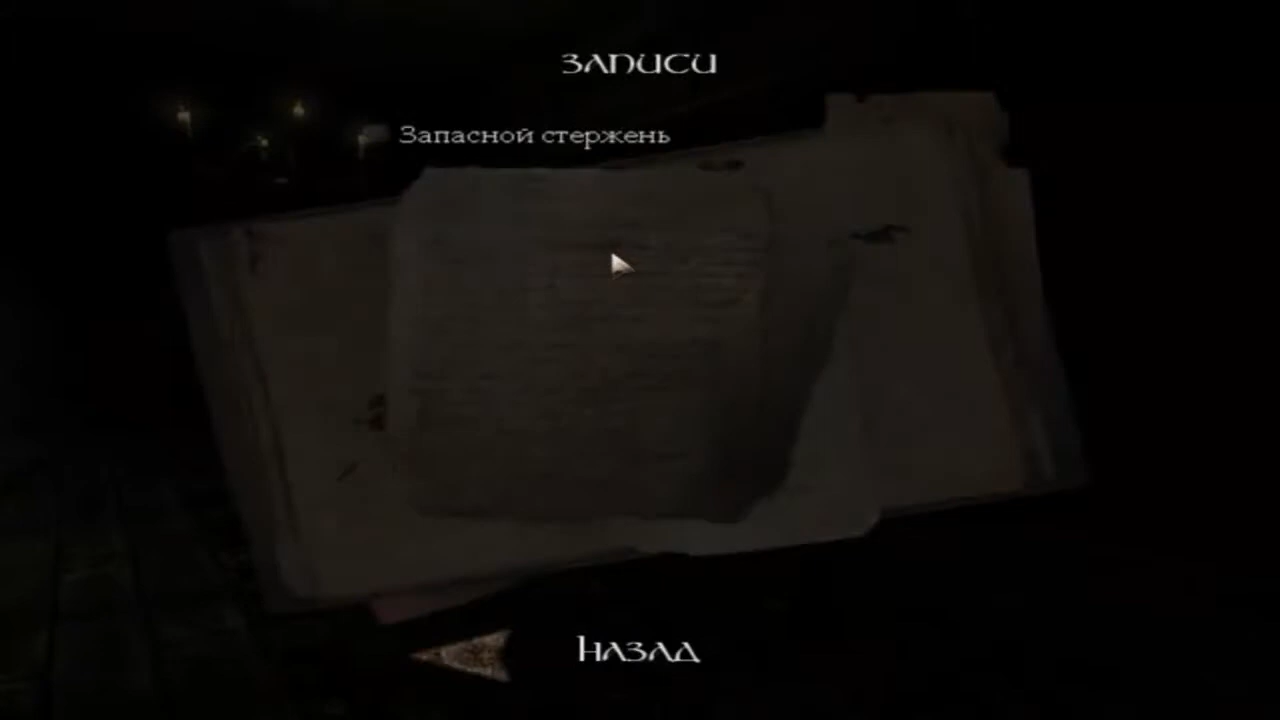 Записи
Запасной стержень
Назад